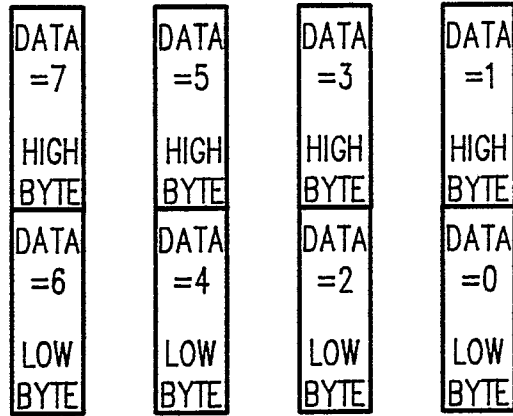 DATA DATA DATA DATA
=7 =5 =3 =1
HIGH HIGH HIGH HIGH
BYTE BYTE BYTE BYTE
DATA DATA DATA DATA
=6 =4 =2 =0
LOW LOW LOW LOW
BYTE BYTE BYTE BYTE